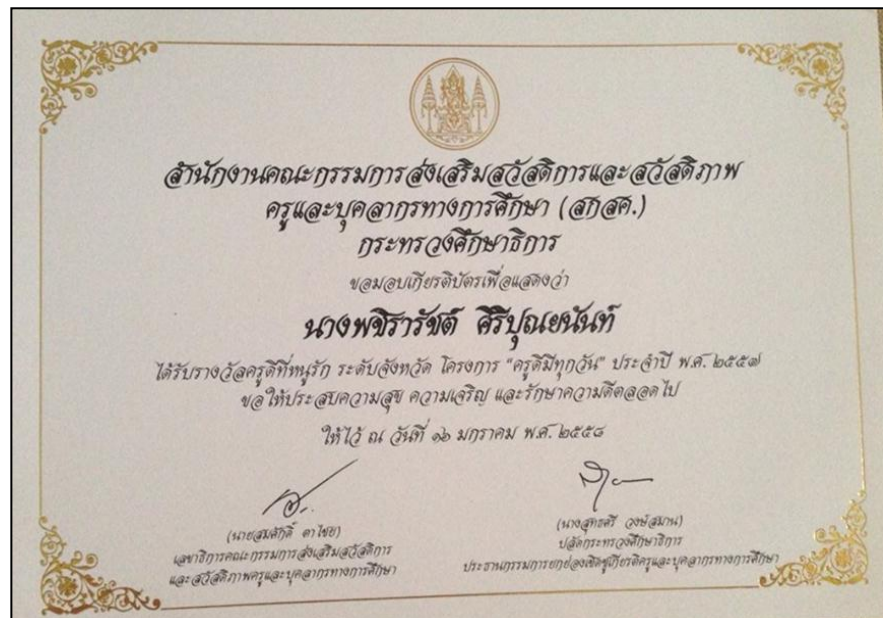 สำนักงานคณะกรรมการส่งเสริมสวัสดิการและสวัสดิภาพ
ครูและบุคลากรทางการศึกษา (สกสค.)
กระทรวงศึกษาธิการ
ขอมอบเกียรติบัตรเพื่อแสดงว่า
นางพชิรารัชต์ ศิริปุณยนันท์
ได้รับรางวัลครูดีที่หนูรัก ระดับจังหวัด โครงการ “ครูดีมีทุกวัน” ประจำปี พ.ศ. ๒๕๕๗
ขอให้ประสบความสุข ความเจริญ และรักษาความดีตลอดไป
ให้ไว้ ณ วันที่ ๑๖ มกราคม พ.ศ. ๒๕๕๘
(นายสมศักดิ์ ตาไชย)
เลขาธิการคณะกรรมการส่งเสริมสวัสดิการ
และสวัสดิภาพครูและบุคลากรทางการศึกษา
(นางสุทธศรี วงษ์สมาน)
ปลัดกระทรวงศึกษาธิการ
ประธานกรรมการยกย่องเชิดชูเกียรติครูและบุคลากรทางการศึกษา